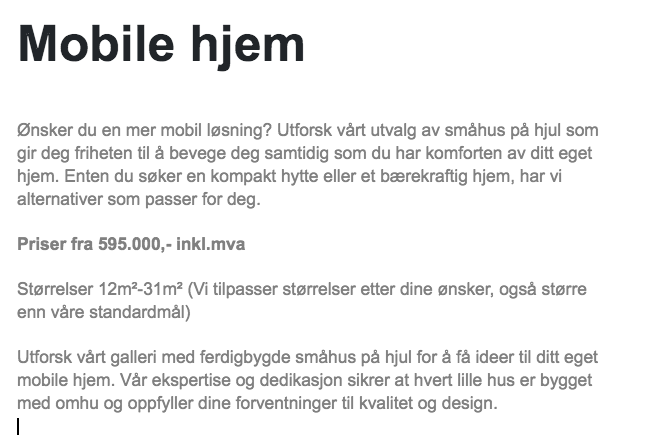 Mobile hjem
Ønsker du en mer mobil løsning? Utforsk vårt utvalg av småhus på hjul som
gir deg friheten til å bevege deg samtidig som du har komforten av ditt eget
hjem. Enten du søker en kompakt hytte eller et bærekraftig hjem, har vi
alternativer som passer for deg.
Priser fra 595.000,- inkl.mva
Størrelser 12m²-31m² (Vi tilpasser størrelser etter dine ønsker, også større
enn våre standardmål)
Utforsk vårt galleri med ferdigbygde småhus på hjul for å få ideer til ditt eget
mobile hjem. Vår ekspertise og dedikasjon sikrer at hvert lille hus er bygget
med omhu og oppfyller dine forventninger til kvalitet og design.